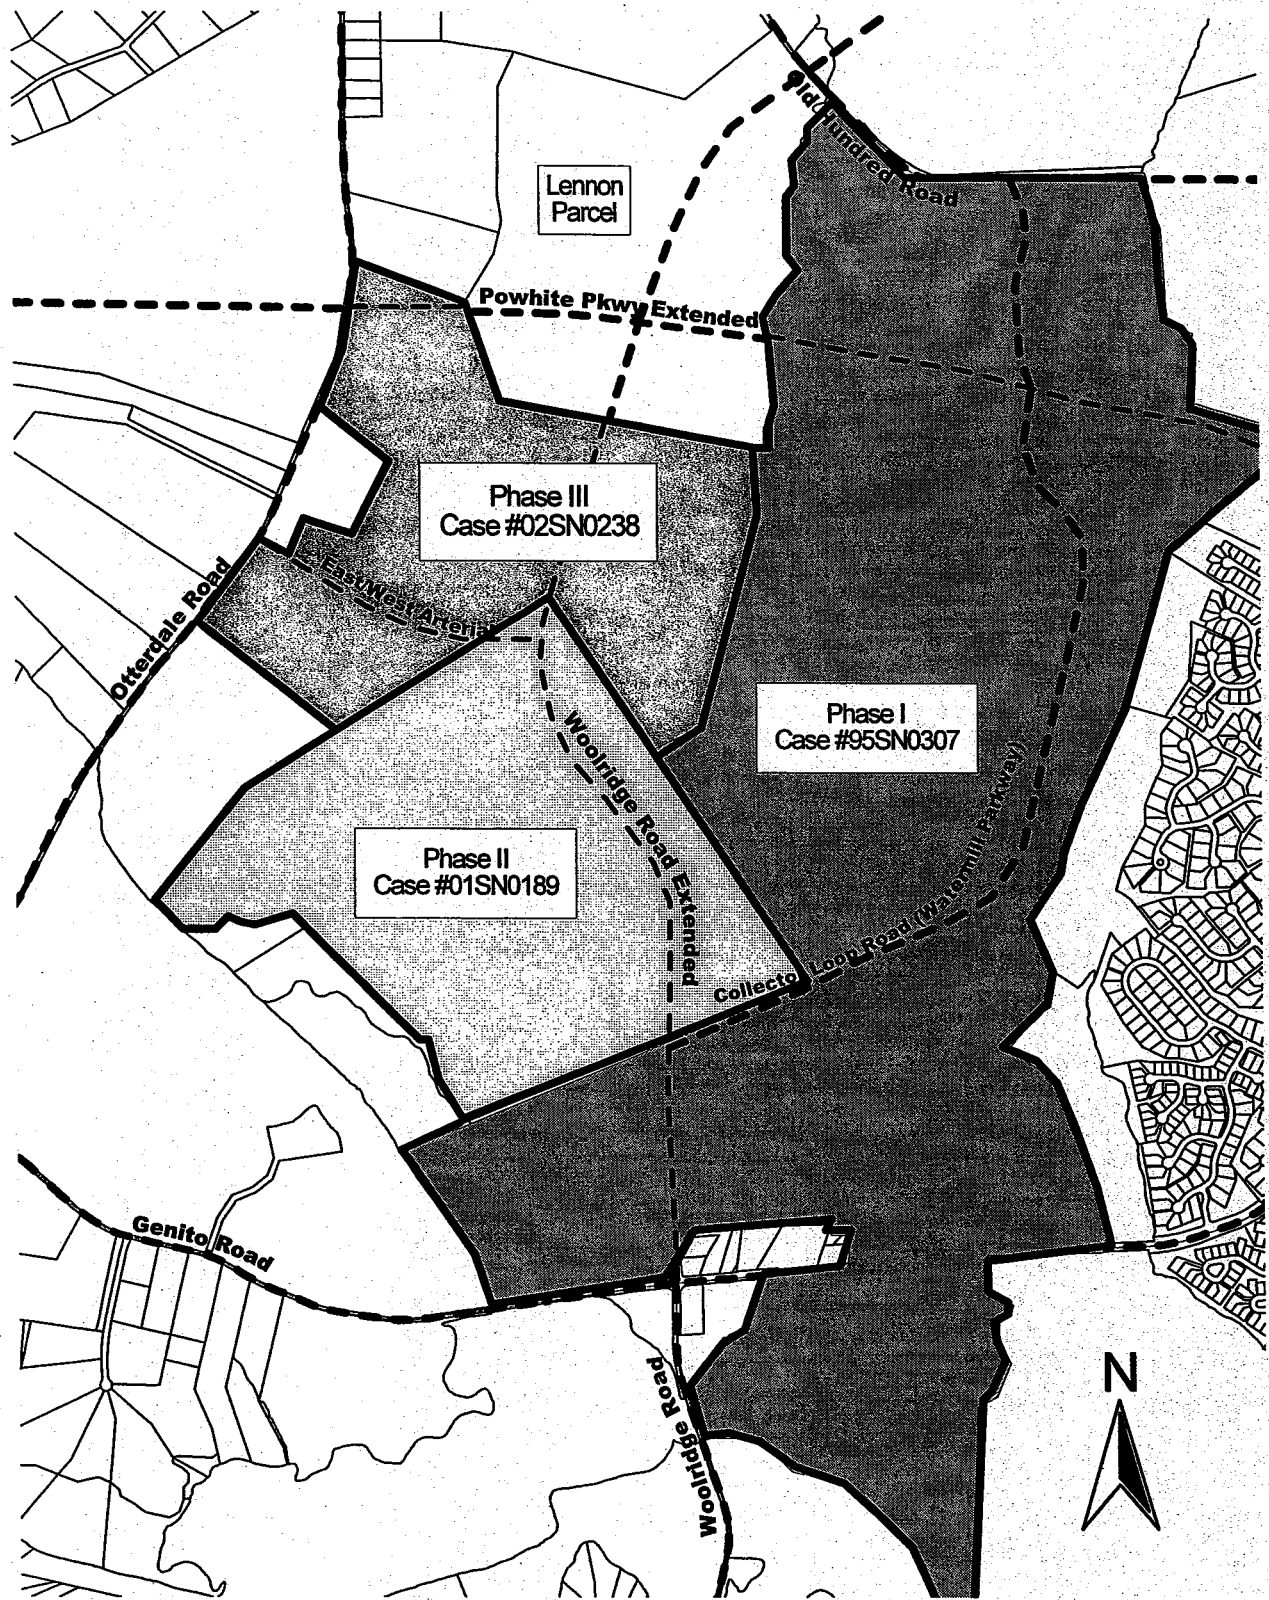 Old Hundred Road
Lennon
Parcel
Powhite Pkwy Extended
Phase III
Case #02SN0238
East/West Arterial
Otterdale Road
Phase I
Case #95SN0307
Woolridge Road Extended
Phase II
Case #01SN0189
Collector Loop Road (Watermill Parkway)
Genito Road
Woolridge Road
N